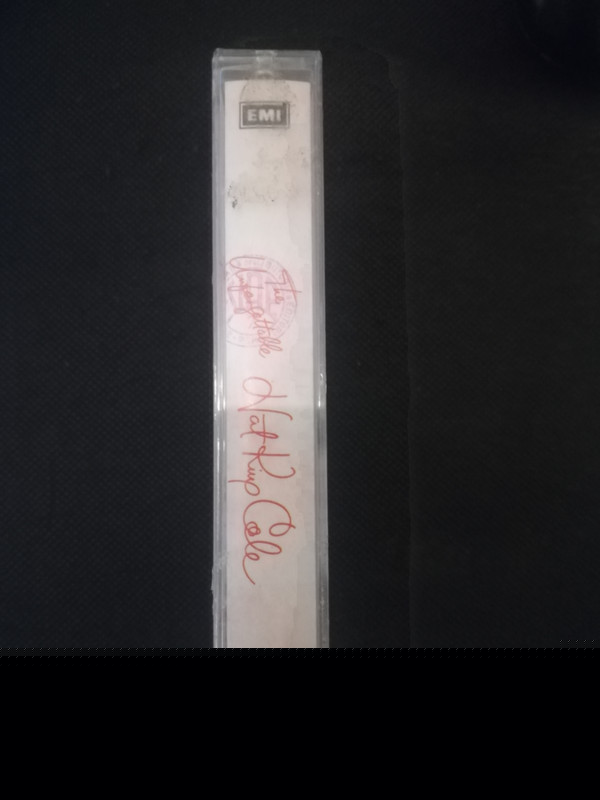 EMI
The
Unforgettable
Nat King Cole